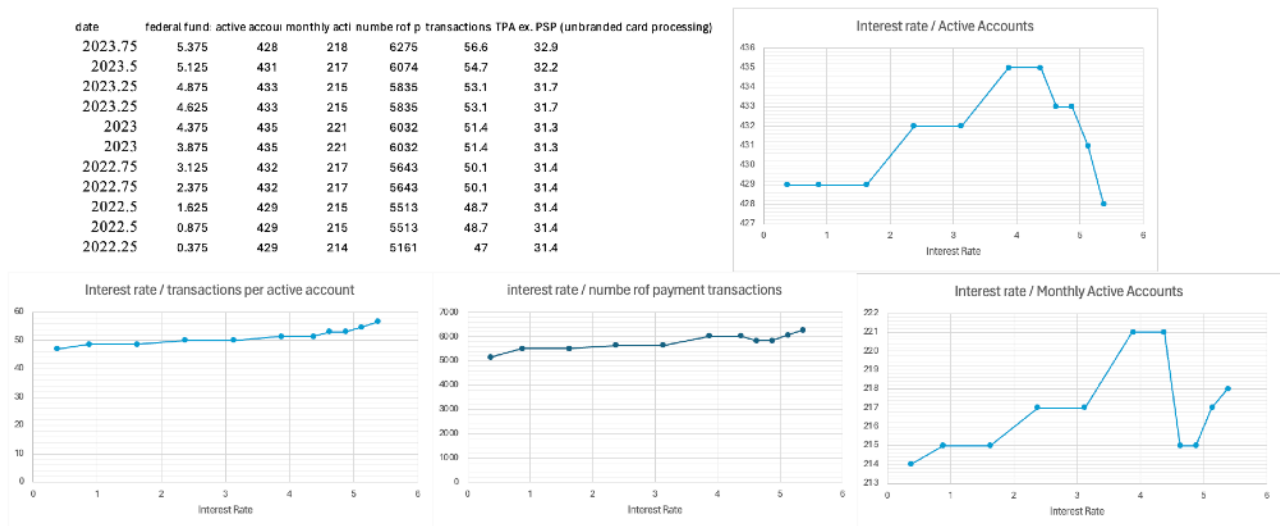 date federal fund: active accoui monthly acti numbe rof p transactions TPA ex. PSP (unbranded card processing)
2023.75 5.375 428 218 6275 56.6 32.9
2023.5 5.125 431 217 6074 54.7 32.2
2023.25 4.875 433 215 5835 53.1 31.7
2023.25 4.625 433 215 5835 53.1 31.7
2023 4.375 435 221 6032 51.4 31.3
2023 3.875 435 221 6032 51.4 31.3
2022.75 3.125 432 217 5643 50.1 31.4
2022.75 2.375 432 217 5643 50.1 31.4
2022.5 1.625 429 215 5513 48.7 31.4
2022.5 0.875 429 215 5513 48.7 31.4
2022.25 0.375 429 214 5161 47 31.4
Interest rate / Active Accounts
436
435
434
433
432
431
430
429
428
427
0 1 2 3 4 5 6
Interest Rate
Interest rate / transactions per active account
60
50
40
30
20
10
0
0 1 2 3 4 5 6
Interest Rate
interest rate / numbe rof payment transactions
7000
6000
5000
4000
3000
2000
1000
0
0 1 2 3 4 5 6
Interest rate / Monthly Active Accounts
222
221
220
219
218
217
216
215
214
213
0 1 2 3 4 5 6
Interest Rate